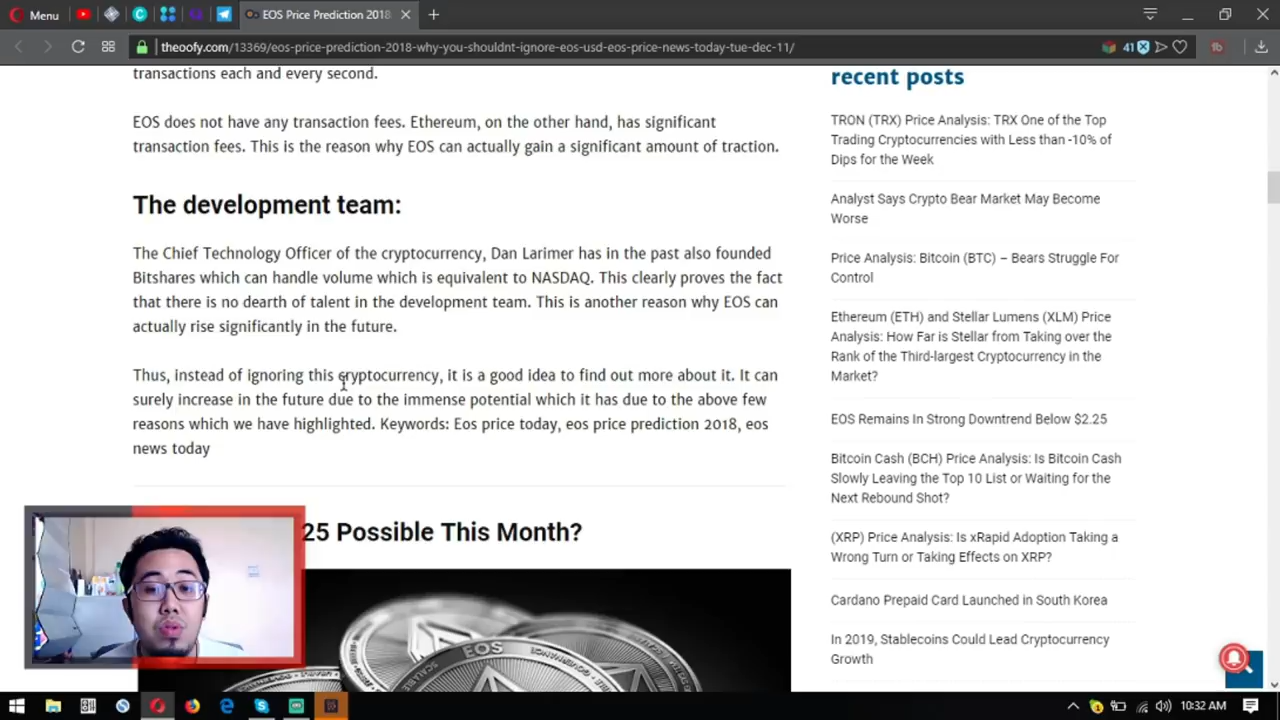 Menu
EOS Price Prediction 2018
theoofy.com/13369/eos-price-prediction-2018-why-you-shouldnt-ignore-eos-usd-eos-price-news-today-tue-dec-11/
41
transactions each and every second.
EOS does not have any transaction fees. Ethereum, on the other hand, has significant
transaction fees. This is the reason why EOS can actually gain a significant amount of traction.
The development team:
The Chief Technology Officer of the cryptocurrency, Dan Larimer has in the past also founded
Bitshares which can handle volume which is equivalent to NASDAQ. This clearly proves the fact
that there is no dearth of talent in the development team. This is another reason why EOS can
actually rise significantly in the future.
Thus, instead of ignoring this cryptocurrency, it is a good idea to find out more about it. It can
surely increase in the future due to the immense potential which it has due to the above few
reasons which we have highlighted. Keywords: Eos price today, eos price prediction 2018, eos
news today
25 Possible This Month?
EOS
recent posts
TRON (TRX) Price Analysis: TRX One of the Top
Trading Cryptocurrencies with Less than -10% of
Dips for the Week
Analyst Says Crypto Bear Market May Become
Worse
Price Analysis: Bitcoin (BTC) – Bears Struggle For
Control
Ethereum (ETH) and Stellar Lumens (XLM) Price
Analysis: How Far is Stellar from Taking over the
Rank of the Third-largest Cryptocurrency in the
Market?
EOS Remains In Strong Downtrend Below $2.25
Bitcoin Cash (BCH) Price Analysis: Is Bitcoin Cash
Slowly Leaving the Top 10 List or Waiting for the
Next Rebound Shot?
(XRP) Price Analysis: Is xRapid Adoption Taking a
Wrong Turn or Taking Effects on XRP?
Cardano Prepaid Card Launched in South Korea
In 2019, Stablecoins Could Lead Cryptocurrency
Growth
10:32 AM